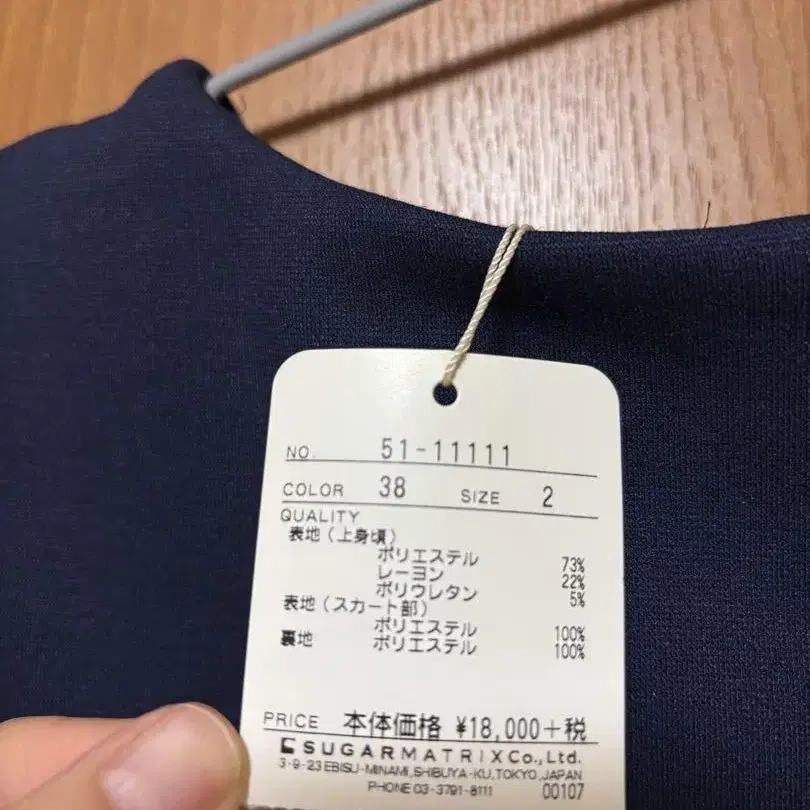 NO. 51-11111
COLOR 38 SIZE 2
QUALITY
表地(上身頃)
ポリエステル 73%
レーヨン 22%
ポリウレタン 5%
表地(スカート部)
ポリエステル 100%
裏地 ポリエステル 100%
PRICE 本体価格 ¥18,000+税
SUGARMATRIX Co., Ltd.
3-9-23 EBISU-MINAMI, SHIBUYA-KU, TOKYO, JAPAN
PHONE 03-3791-8111 00107